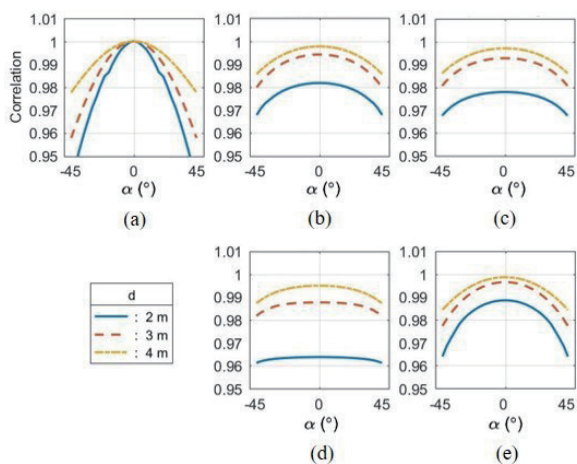 1.01 1.01 1.01
1 1 1
0.99 0.99 0.99
0.98 0.98 0.98
0.97 0.97 0.97
0.96 0.96 0.96
0.95 0.95 0.95
Correlation
-45 0 45 -45 0 45 -45 0 45
α (°) α (°) α (°)
(a) (b) (c)
1.01 1.01
1 1
0.99 0.99
0.98 0.98
0.97 0.97
0.96 0.96
0.95 0.95
d
: 2 m
: 3 m
: 4 m
-45 0 45 -45 0 45
α (°) α (°)
(d) (e)